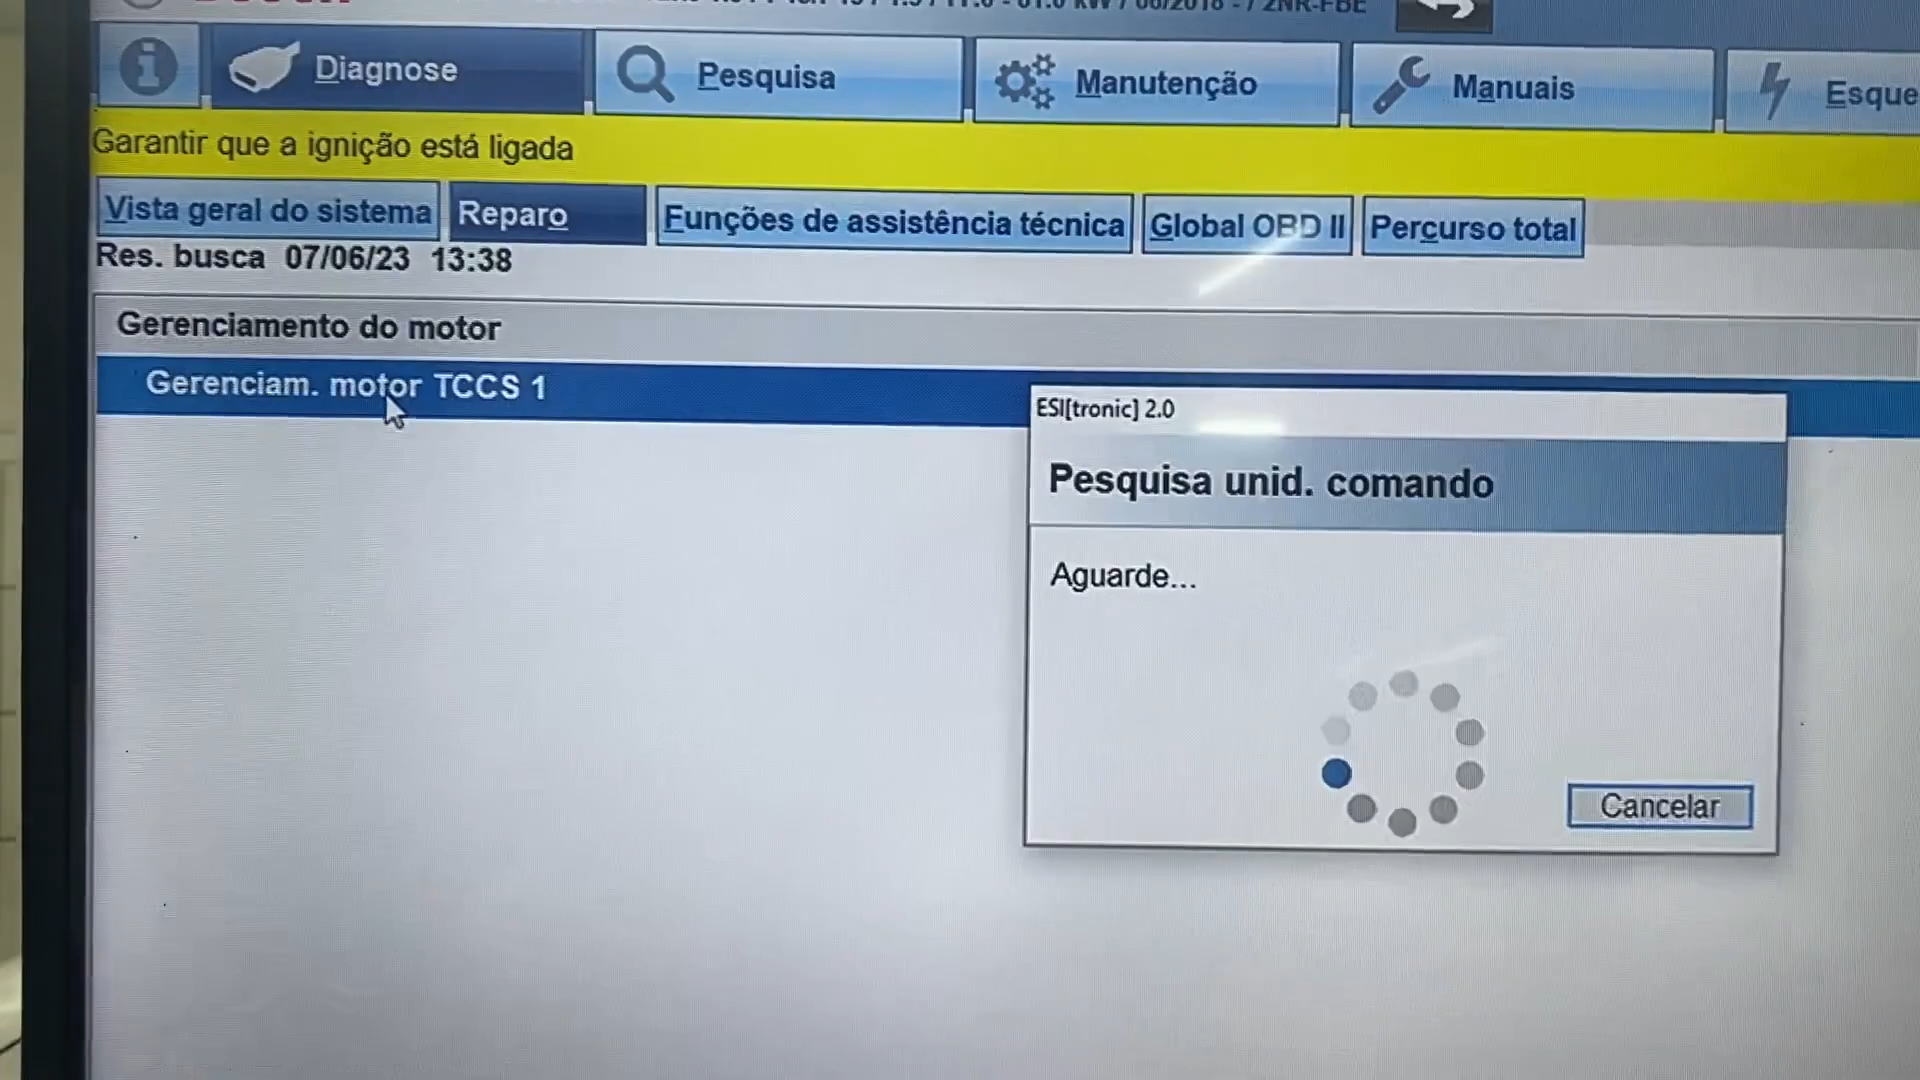 Diagnose
Pesquisa
Manutenção
Manuais
Esque
Garantir que a ignição está ligada
Vista geral do sistema
Reparo
Funções de assistência técnica
Global OBD II
Percurso total
Res. busca 07/06/23 13:38
Gerenciamento do motor
Gerenciam. motor TCCS 1
ESI[tronic] 2.0
Pesquisa unid. comando
Aguarde...
Cancelar